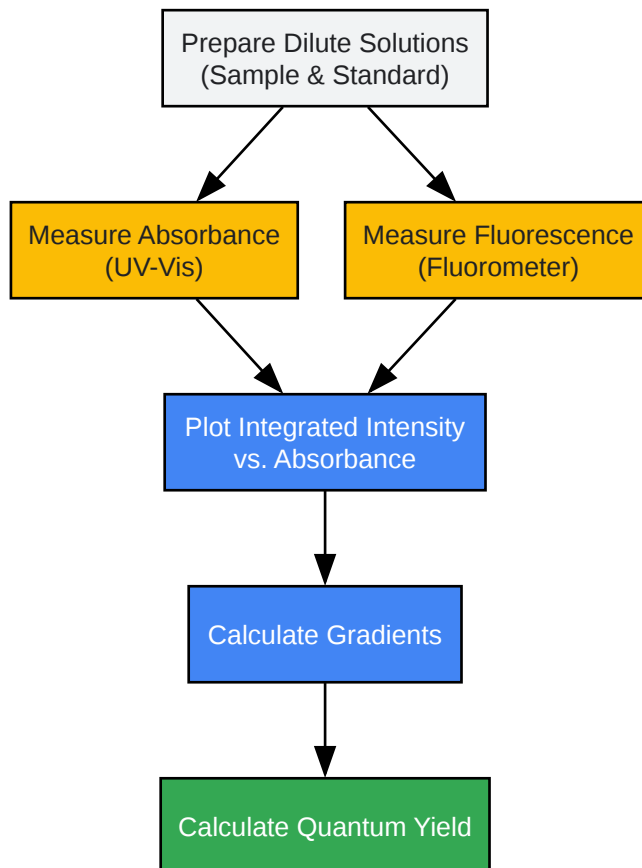 Prepare Dilute Solutions
(Sample & Standard)
Measure Absorbance
(UV-Vis)
Measure Fluorescence
(Fluorometer)
Plot Integrated Intensity
vs. Absorbance
Calculate Gradients
Calculate Quantum Yield